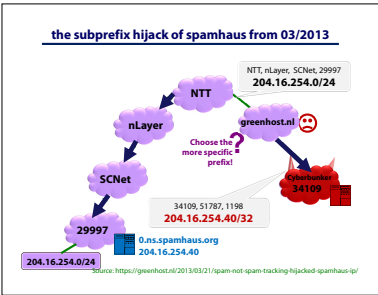 the subprefix hijack of spamhaus from 03/2013
NTT, nLayer, SCNet, 29997
204.16.254.0/24
NTT
nLayer
greenhost.nl
Choose the
more specific
prefix!
?
SCNet
Cyberbunker
34109
34109, 51787, 1198
204.16.254.40/32
29997
0.ns.spamhaus.org
204.16.254.40
204.16.254.0/24
Source: https://greenhost.nl/2013/03/21/spam-not-spam-tracking-hijacked-spamhaus-ip/